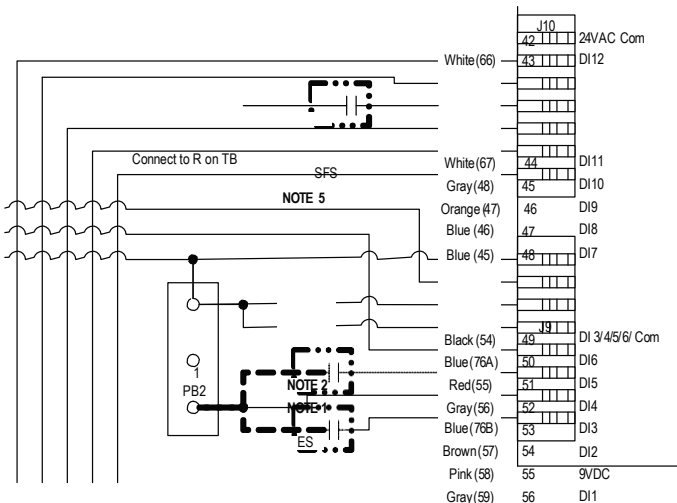 J10
42 24VAC Com
White (66) 43 DI12
Connect to R on TB
White (67) 44 DI11
SFS
Gray (48) 45 DI10
NOTE 5
Orange (47) 46 DI9
Blue (46) 47 DI8
Blue (45) 48 DI7
J9
Black (54) 49 DI 3/4/5/6/ Com
Blue (76A) 50 DI6
1
PB2
NOTE 2
Red (55) 51 DI5
NOTE 1
Gray (56) 52 DI4
Blue (76B) 53 DI3
ES
Brown (57) 54 DI2
Pink (58) 55 9VDC
Gray (59) 56 DI1